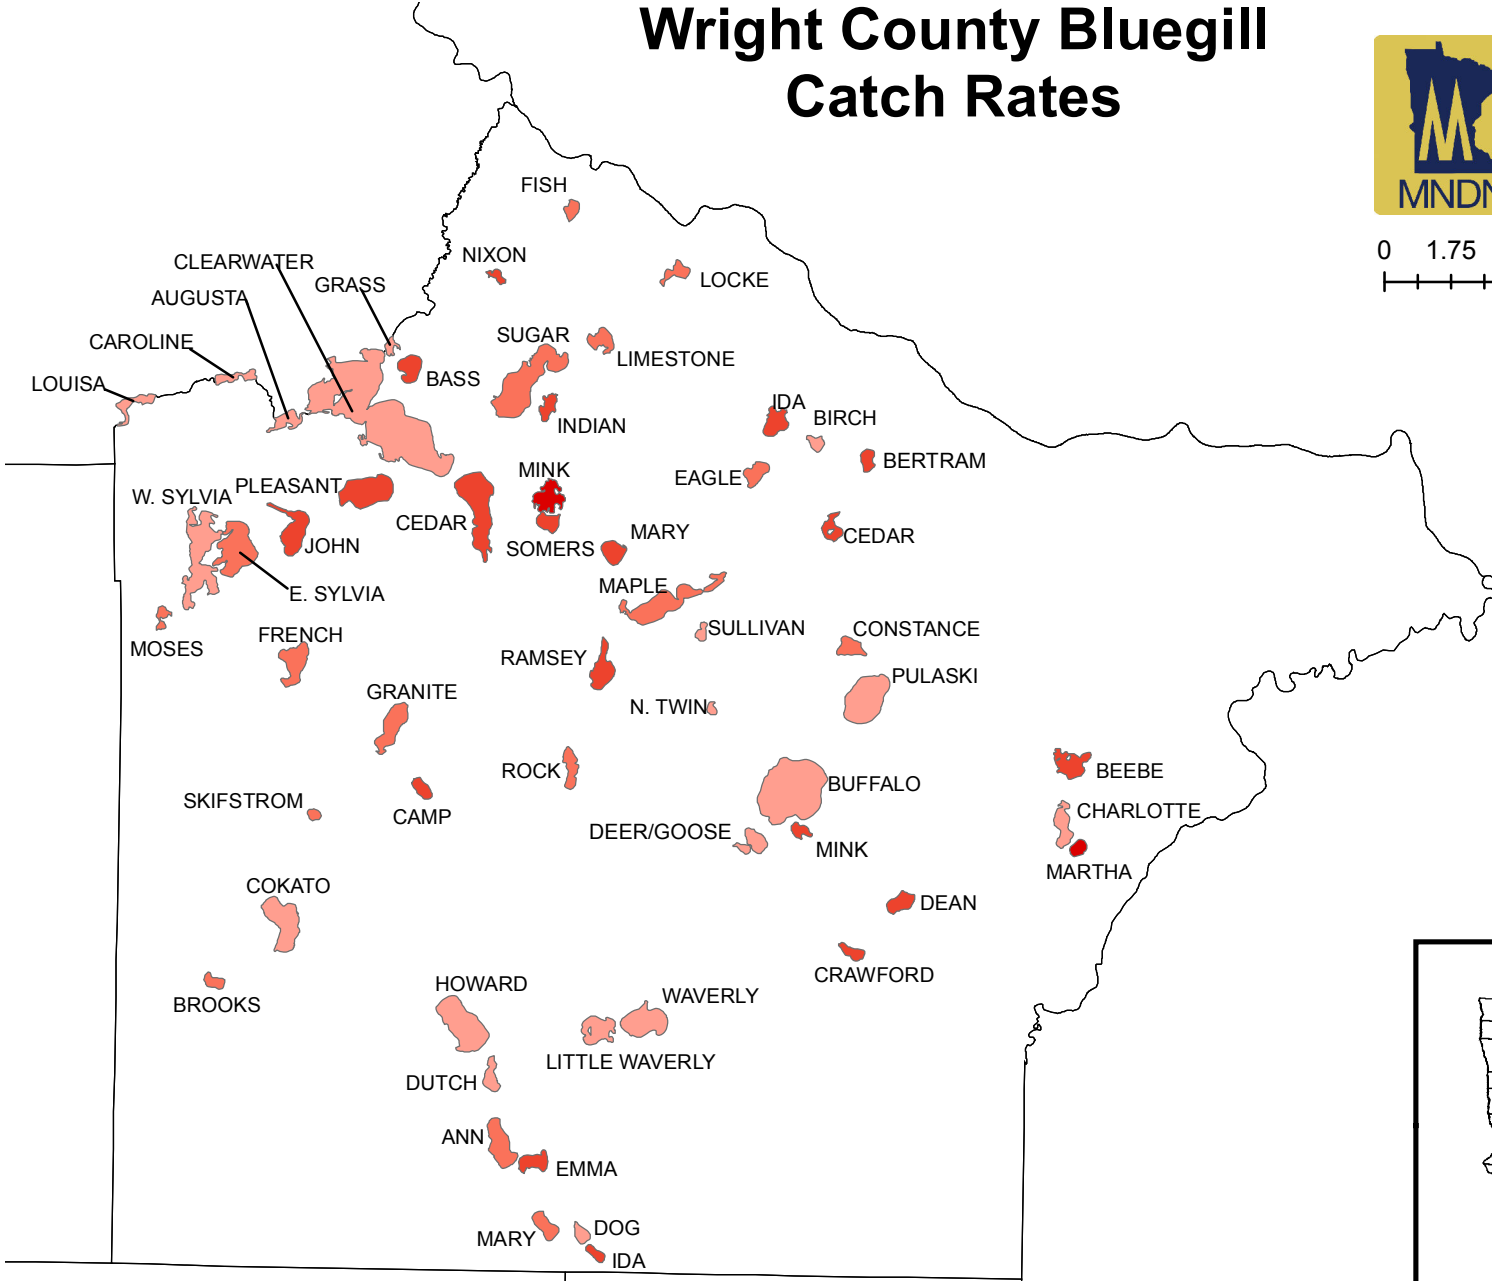 Wright County Bluegill
Catch Rates
MNDN
0 1.75
FISH
NIXON
LOCKE
CLEARWATER
GRASS
AUGUSTA
CAROLINE
LOUISA
SUGAR
LIMESTONE
BASS
INDIAN
IDA
BIRCH
BERTRAM
EAGLE
MINK
W. SYLVIA
PLEASANT
CEDAR
JOHN
SOMERS
MARY
CEDAR
E. SYLVIA
MAPLE
MOSES
FRENCH
SULLIVAN
CONSTANCE
RAMSEY
PULASKI
GRANITE
N. TWIN
ROCK
BEEBE
BUFFALO
SKIFSTROM
CAMP
CHARLOTTE
DEER/GOOSE
MINK
MARTHA
COKATO
DEAN
CRAWFORD
BROOKS
HOWARD
WAVERLY
LITTLE WAVERLY
DUTCH
ANN
EMMA
MARY
DOG
IDA